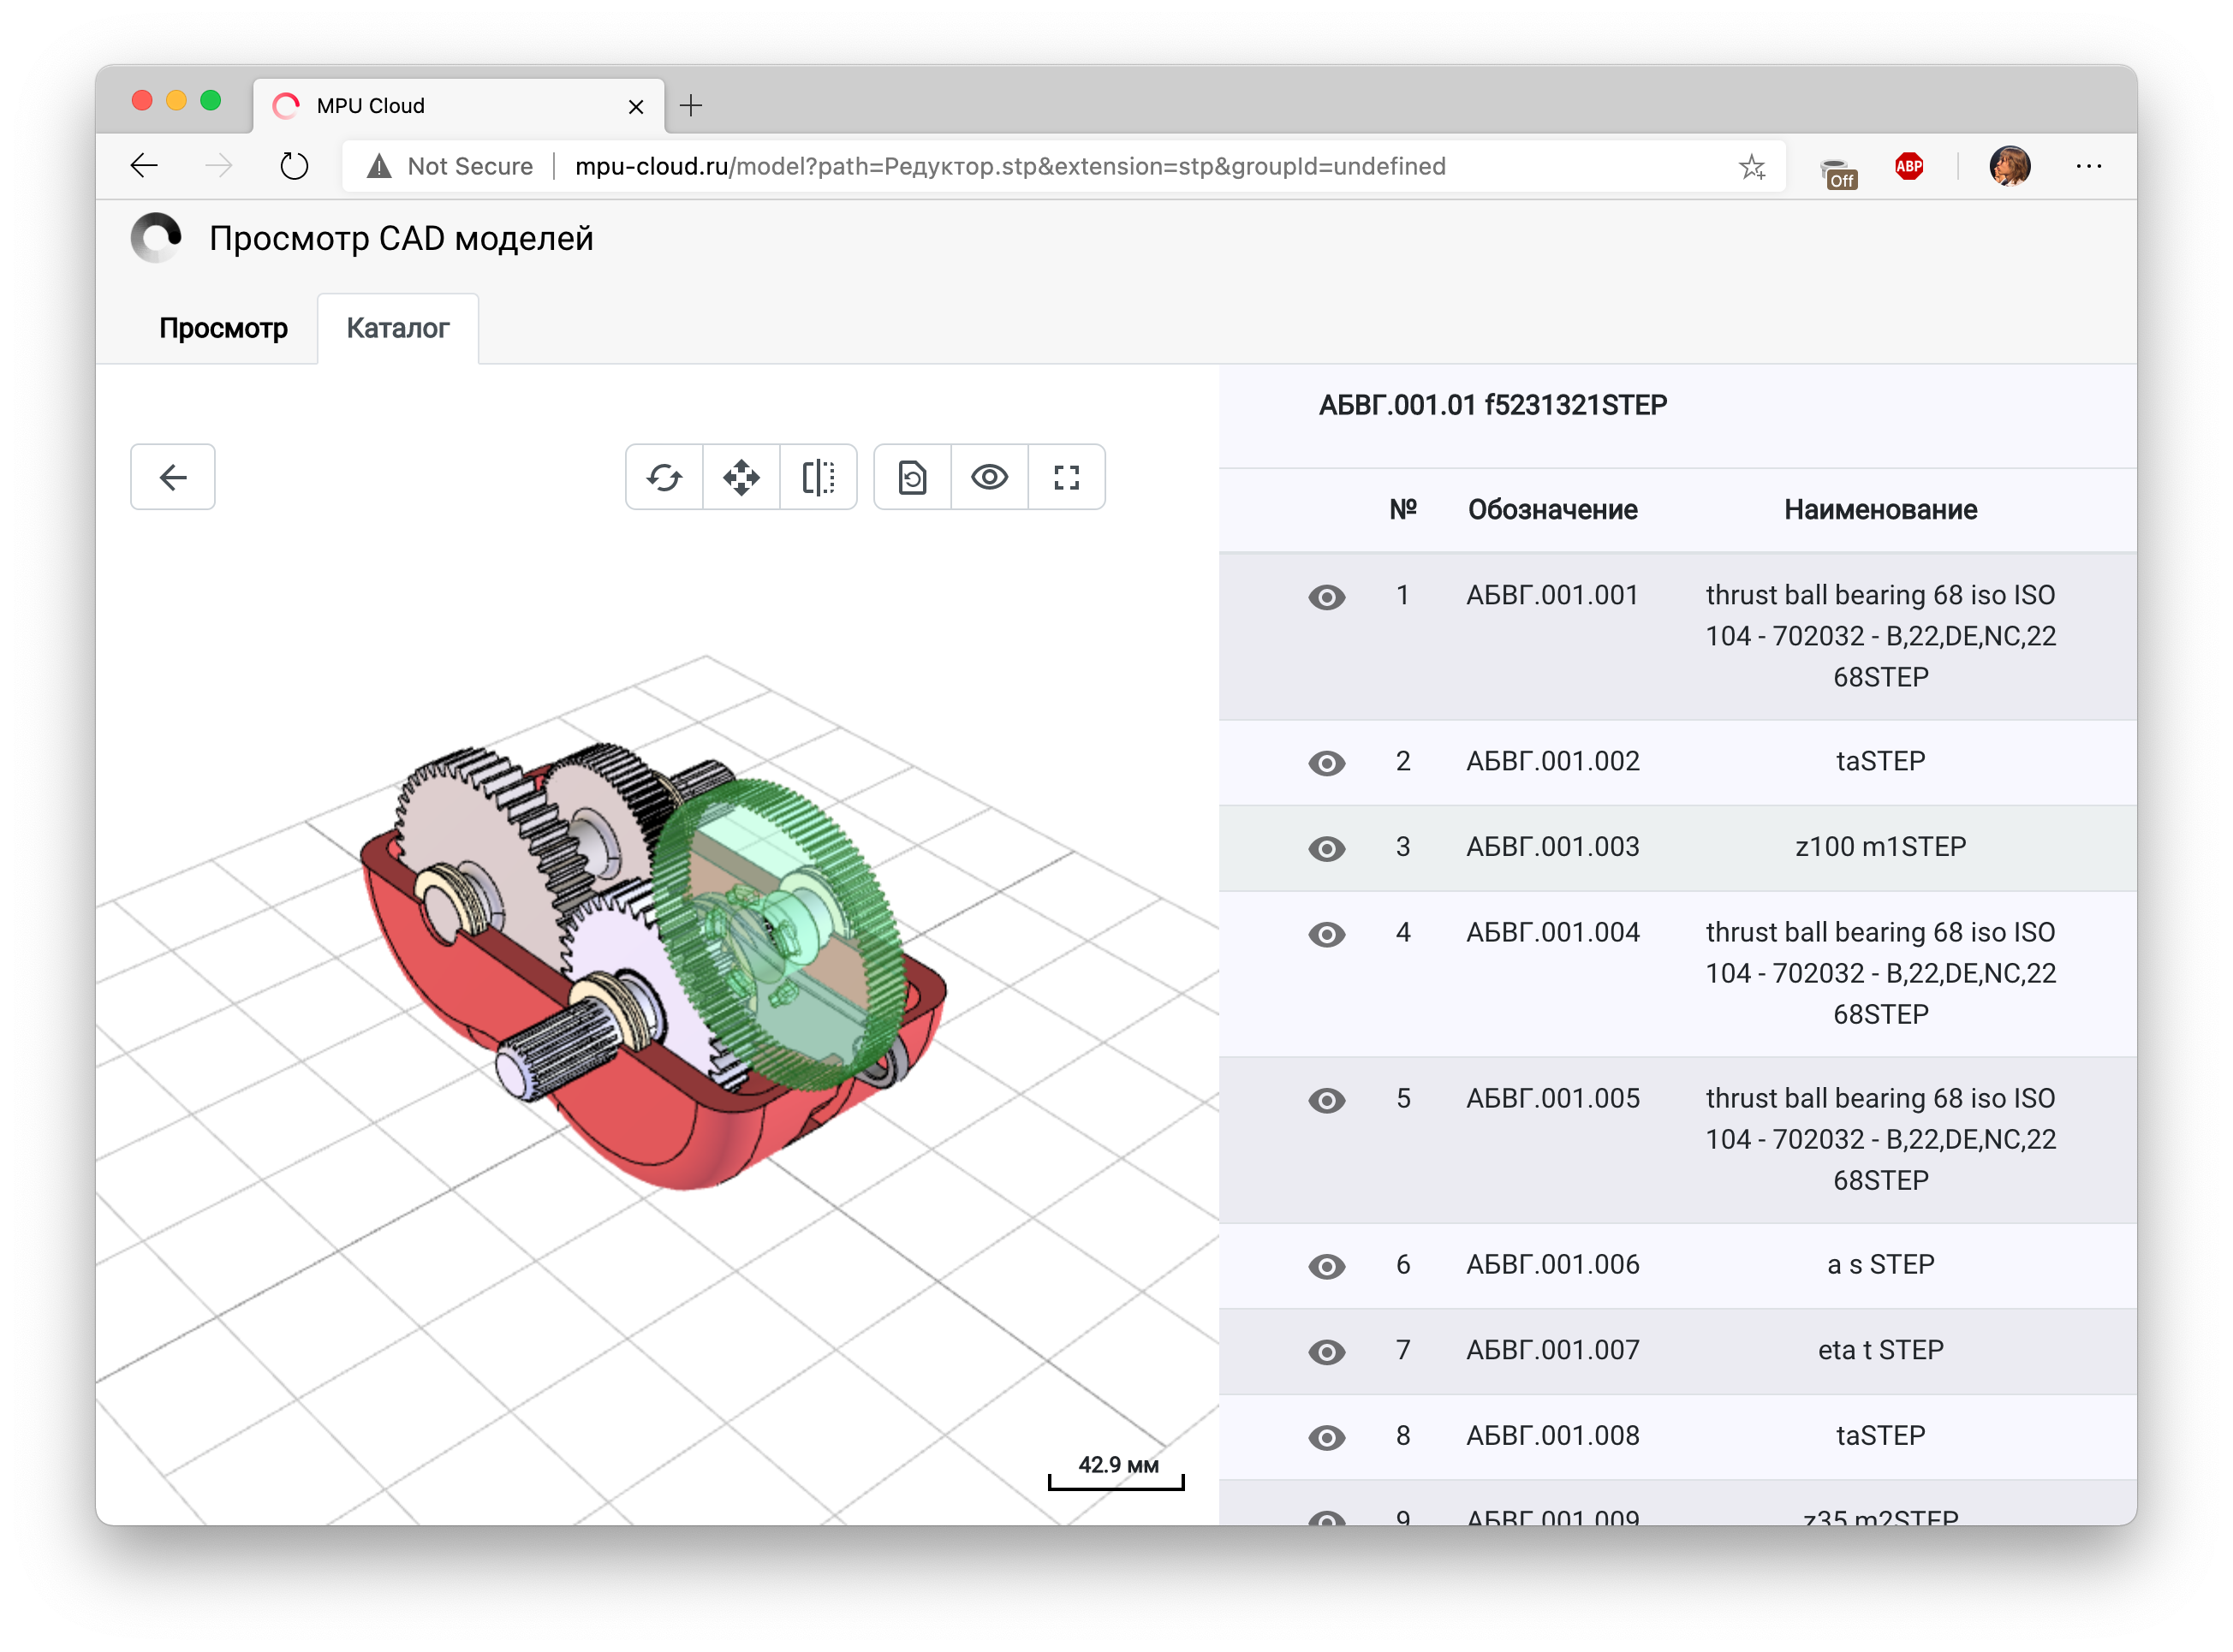 MPU Cloud
Not Secure
mpu-cloud.ru/model?path=Редуктор.stp&extension=stp&groupId=undefined
Off
ABP
Просмотр CAD моделей
Просмотр
Каталог
АБВГ.001.01 f5231321STEP
№ Обозначение Наименование
1 АБВГ.001.001 thrust ball bearing 68 iso ISO
104 - 702032 - B,22,DE,NC,22
68STEP
2 АБВГ.001.002 taSTEP
3 АБВГ.001.003 z100 m1STEP
4 АБВГ.001.004 thrust ball bearing 68 iso ISO
104 - 702032 - B,22,DE,NC,22
68STEP
5 АБВГ.001.005 thrust ball bearing 68 iso ISO
104 - 702032 - B,22,DE,NC,22
68STEP
6 АБВГ.001.006 a s STEP
7 АБВГ.001.007 eta t STEP
8 АБВГ.001.008 taSTEP
9 АБВГ.001.009 z35 m2STEP
42.9 мм